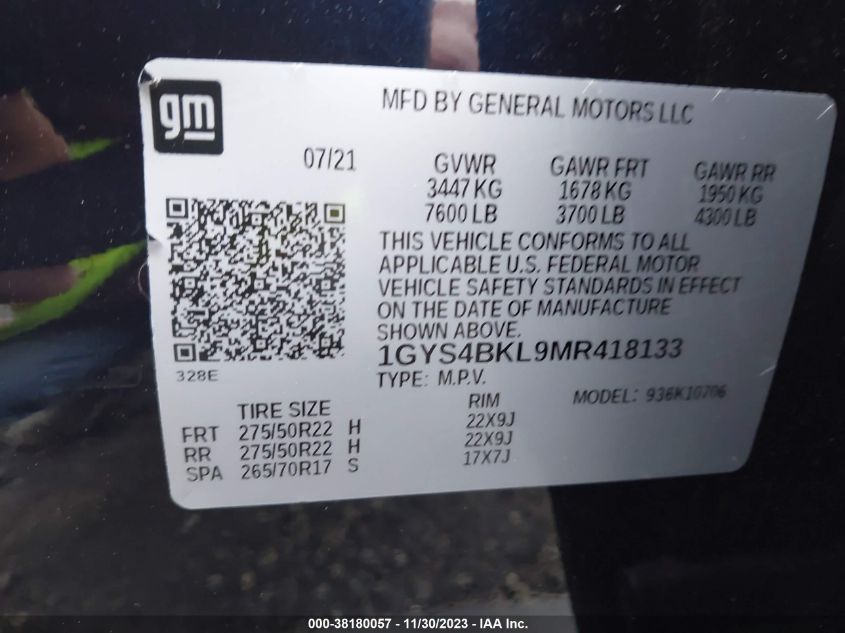 gm
MFD BY GENERAL MOTORS LLC
07/21 GVWR GAWR FRT GAWR RR
3447 KG 1678 KG 1950 KG
7600 LB 3700 LB 4300 LB
THIS VEHICLE CONFORMS TO ALL
APPLICABLE U.S. FEDERAL MOTOR
VEHICLE SAFETY STANDARDS IN EFFECT
ON THE DATE OF MANUFACTURE
SHOWN ABOVE.
1GYS4BKL9MR418133
328E
TYPE: M.P.V. MODEL: 936K10706
TIRE SIZE RIM
FRT 275/50R22 H 22X9J
RR 275/50R22 H 22X9J
SPA 265/70R17 S 17X7J
000-38180057 - 11/30/2023 - IAA Inc.